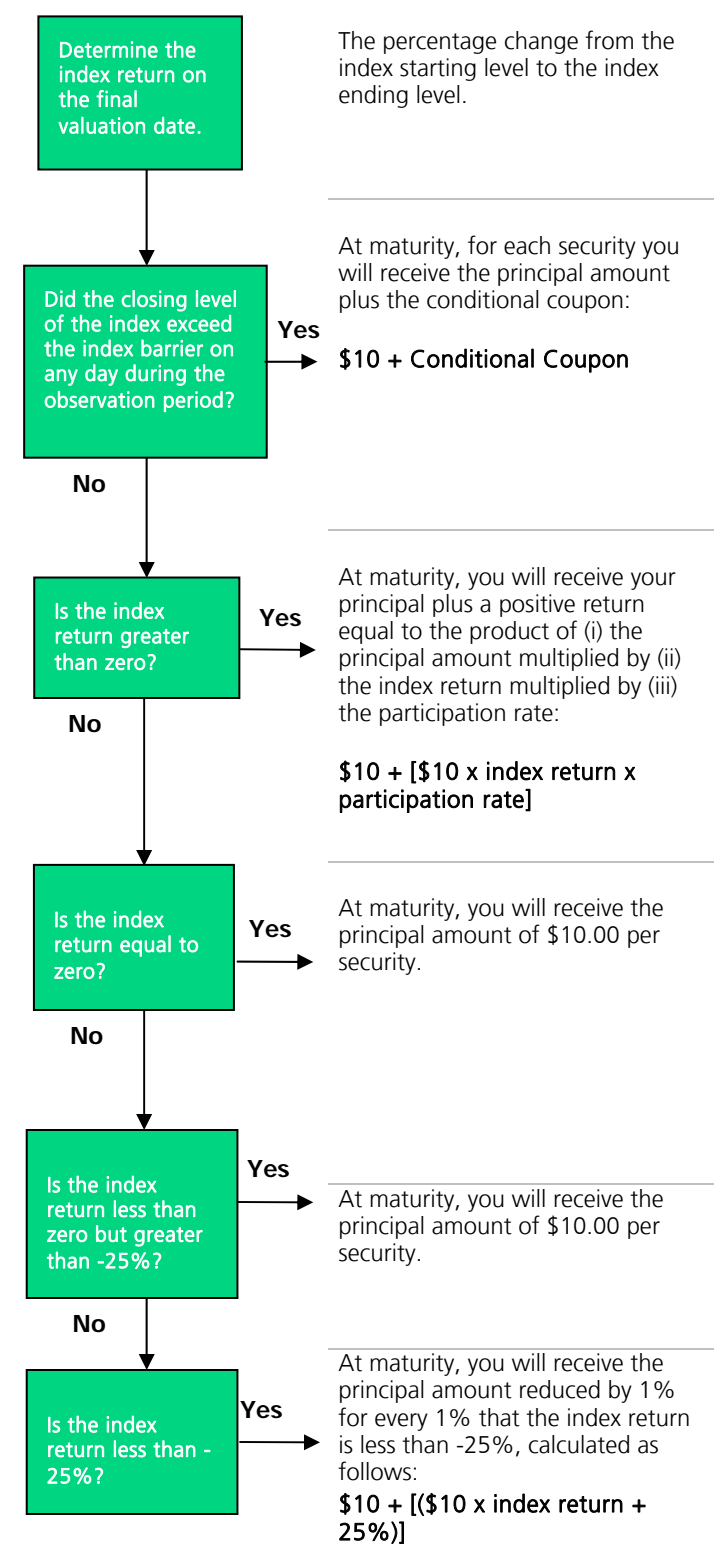 Determine the
index return on
the final
valuation date.
The percentage change from the
index starting level to the index
ending level.
Did the closing level
of the index exceed
the index barrier on
any day during the
observation period?
Yes
At maturity, for each security you
will receive the principal amount
plus the conditional coupon:
$10 + Conditional Coupon
No
Is the index
return greater
than zero?
Yes
At maturity, you will receive your
principal plus a positive return
equal to the product of (i) the
principal amount multiplied by (ii)
the index return multiplied by (iii)
the participation rate:
$10 + [$10 x index return x
participation rate]
No
Is the index
return equal to
zero?
Yes
At maturity, you will receive the
principal amount of $10.00 per
security.
No
Is the index
return less than
zero but greater
than -25%?
Yes
At maturity, you will receive the
principal amount of $10.00 per
security.
No
Is the index
return less than -
25%?
Yes
At maturity, you will receive the
principal amount reduced by 1%
for every 1% that the index return
is less than -25%, calculated as
follows:
$10 + [($10 x index return +
25%)]